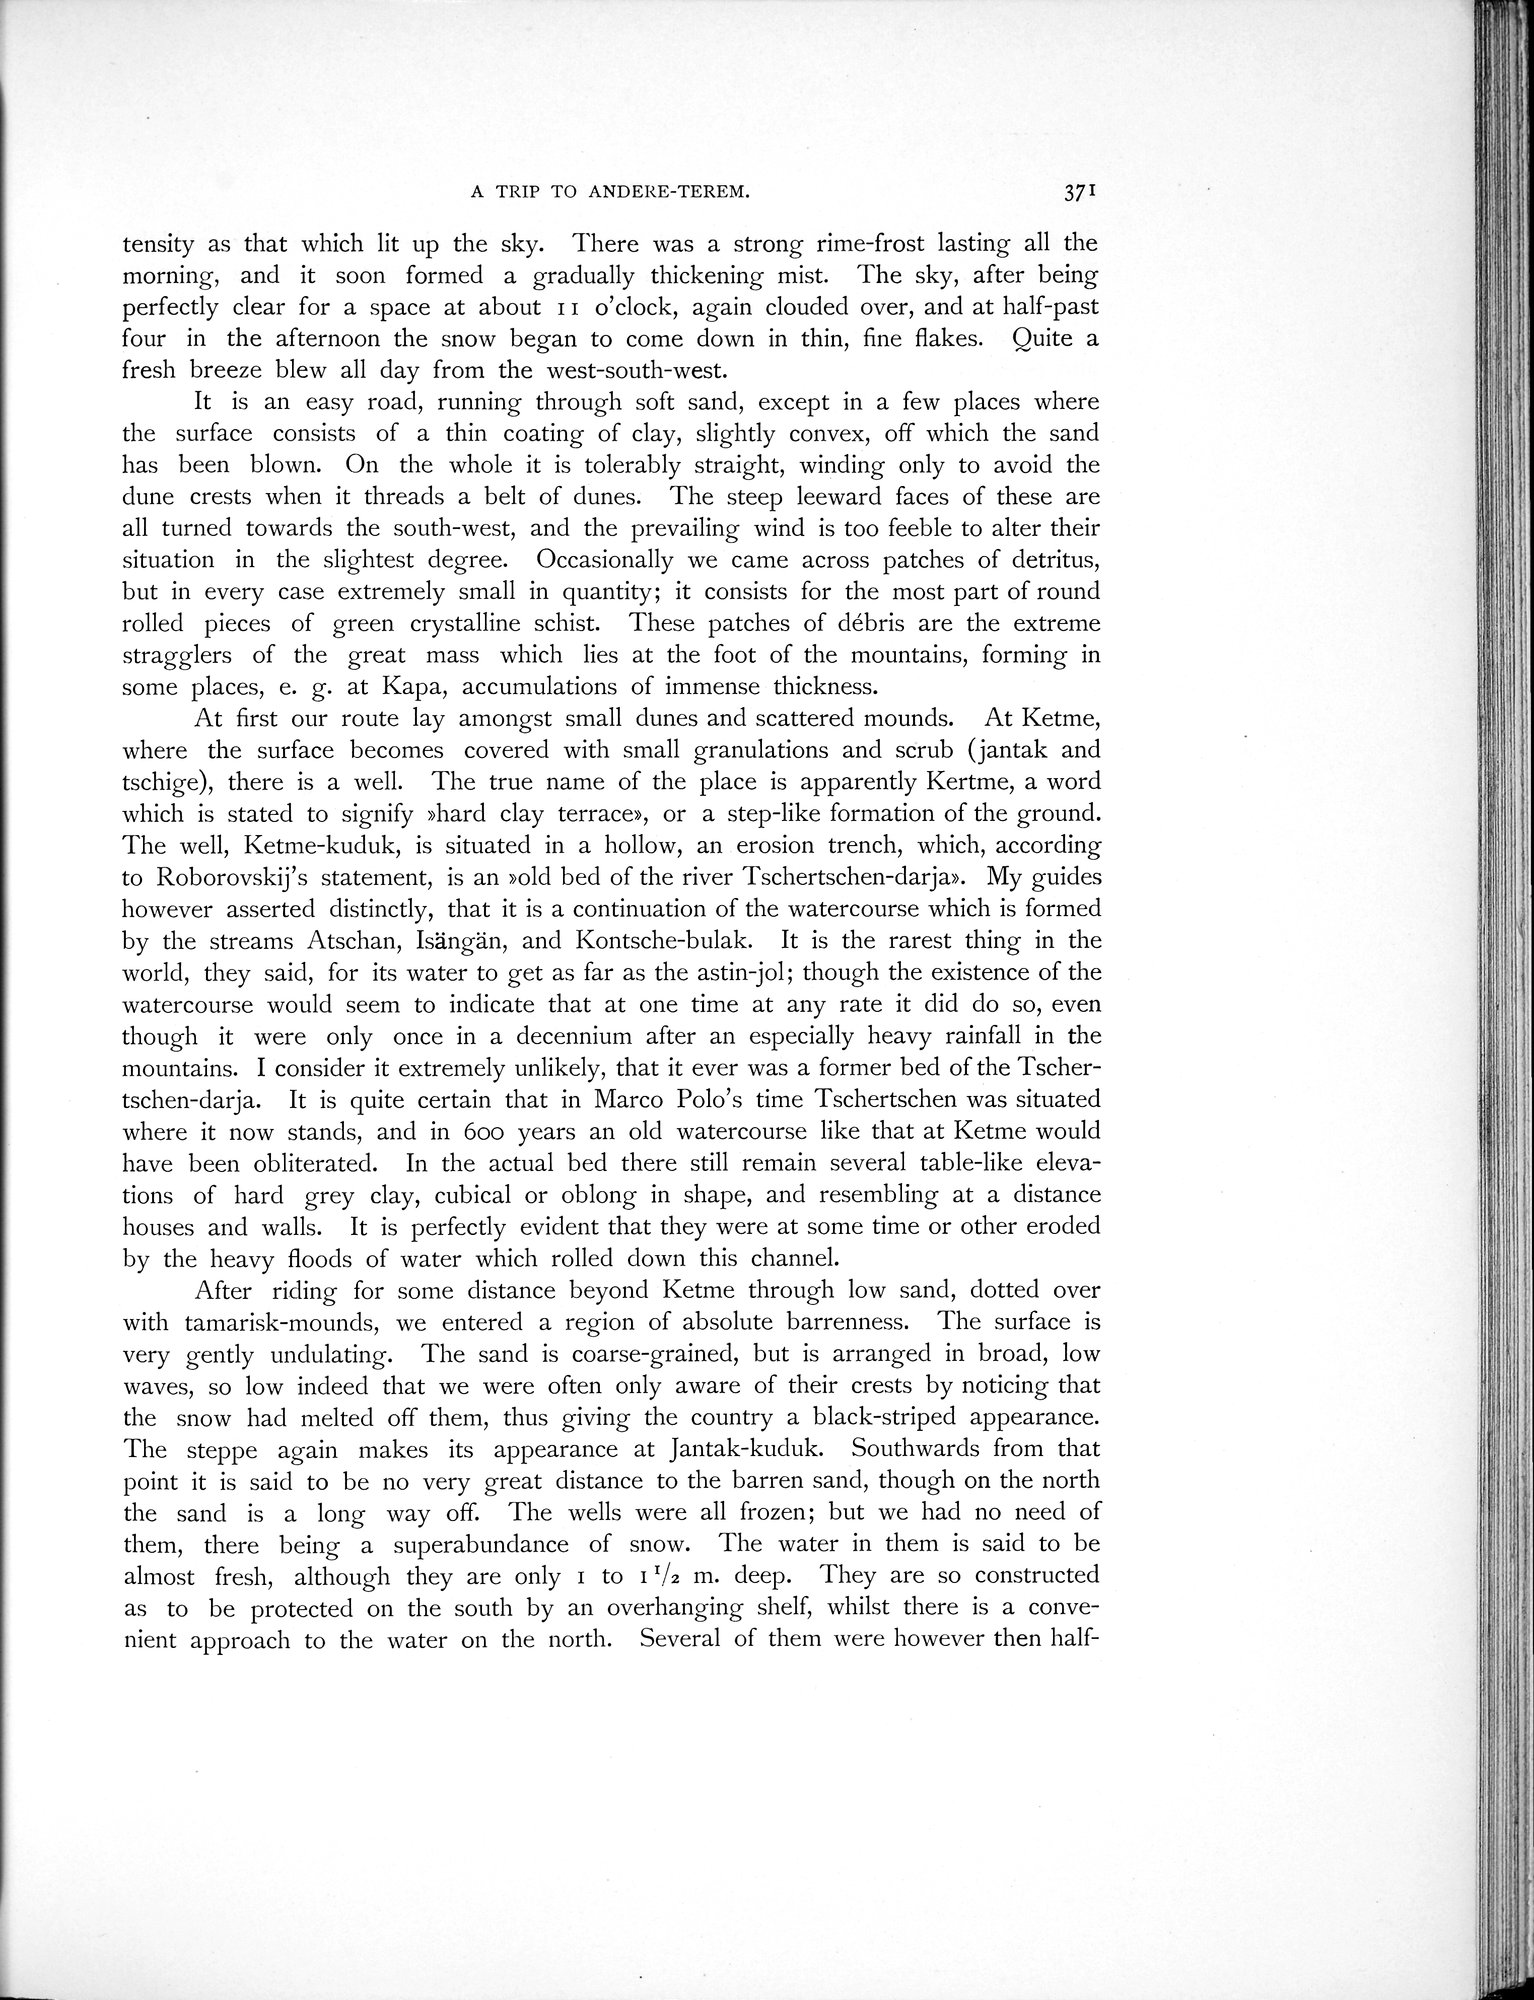 A TRIP TO ANDERE-TEREM. 371
tensity as that which lit up the sky. There was a strong rime-frost lasting all the
morning, and it soon formed a gradually thickening mist. The sky, after being
perfectly clear for a space at about 11 o'clock, again clouded over, and at half-past
four in the afternoon the snow began to come down in thin, fine flakes. Quite a
fresh breeze blew all day from the west-south-west.
It is an easy road, running through soft sand, except in a few places where
the surface consists of a thin coating of clay, slightly convex, off which the sand
has been blown. On the whole it is tolerably straight, winding only to avoid the
dune crests when it threads a belt of dunes. The steep leeward faces of these are
all turned towards the south-west, and the prevailing wind is too feeble to alter their
situation in the slightest degree. Occasionally we came across patches of detritus,
but in every case extremely small in quantity; it consists for the most part of round
rolled pieces of green crystalline schist. These patches of débris are the extreme
stragglers of the great mass which lies at the foot of the mountains, forming in
some places, e. g. at Kapa, accumulations of immense thickness.
At first our route lay amongst small dunes and scattered mounds. At Ketme,
where the surface becomes covered with small granulations and scrub (jantak and
tschige), there is a well. The true name of the place is apparently Kertme, a word
which is stated to signify »hard clay terrace», or a step-like formation of the ground.
The well, Ketme-kuduk, is situated in a hollow, an erosion trench, which, according
to Roborovskij's statement, is an »old bed of the river Tschertschen-darja». My guides
however asserted distinctly, that it is a continuation of the watercourse which is formed
by the streams Atschan, Isängän, and Kontsche-bulak. It is the rarest thing in the
world, they said, for its water to get as far as the astin-jol; though the existence of the
watercourse would seem to indicate that at one time at any rate it did do so, even
though it were only once in a decennium after an especially heavy rainfall in the
mountains. I consider it extremely unlikely, that it ever was a former bed of the Tscher-
tschen-darja. It is quite certain that in Marco Polo's time Tschertschen was situated
where it now stands, and in 600 years an old watercourse like that at Ketme would
have been obliterated. In the actual bed there still remain several table-like eleva-
tions of hard grey clay, cubical or oblong in shape, and resembling at a distance
houses and walls. It is perfectly evident that they were at some time or other eroded
by the heavy floods of water which rolled down this channel.
After riding for some distance beyond Ketme through low sand, dotted over
with tamarisk-mounds, we entered a region of absolute barrenness. The surface is
very gently undulating. The sand is coarse-grained, but is arranged in broad, low
waves, so low indeed that we were often only aware of their crests by noticing that
the snow had melted off them, thus giving the country a black-striped appearance.
The steppe again makes its appearance at Jantak-kuduk. Southwards from that
point it is said to be no very great distance to the barren sand, though on the north
the sand is a long way off. The wells were all frozen; but we had no need of
them, there being a superabundance of snow. The water in them is said to be
almost fresh, although they are only 1 to 1 1/2 m. deep. They are so constructed
as to be protected on the south by an overhanging shelf, whilst there is a conve-
nient approach to the water on the north. Several of them were however then half-